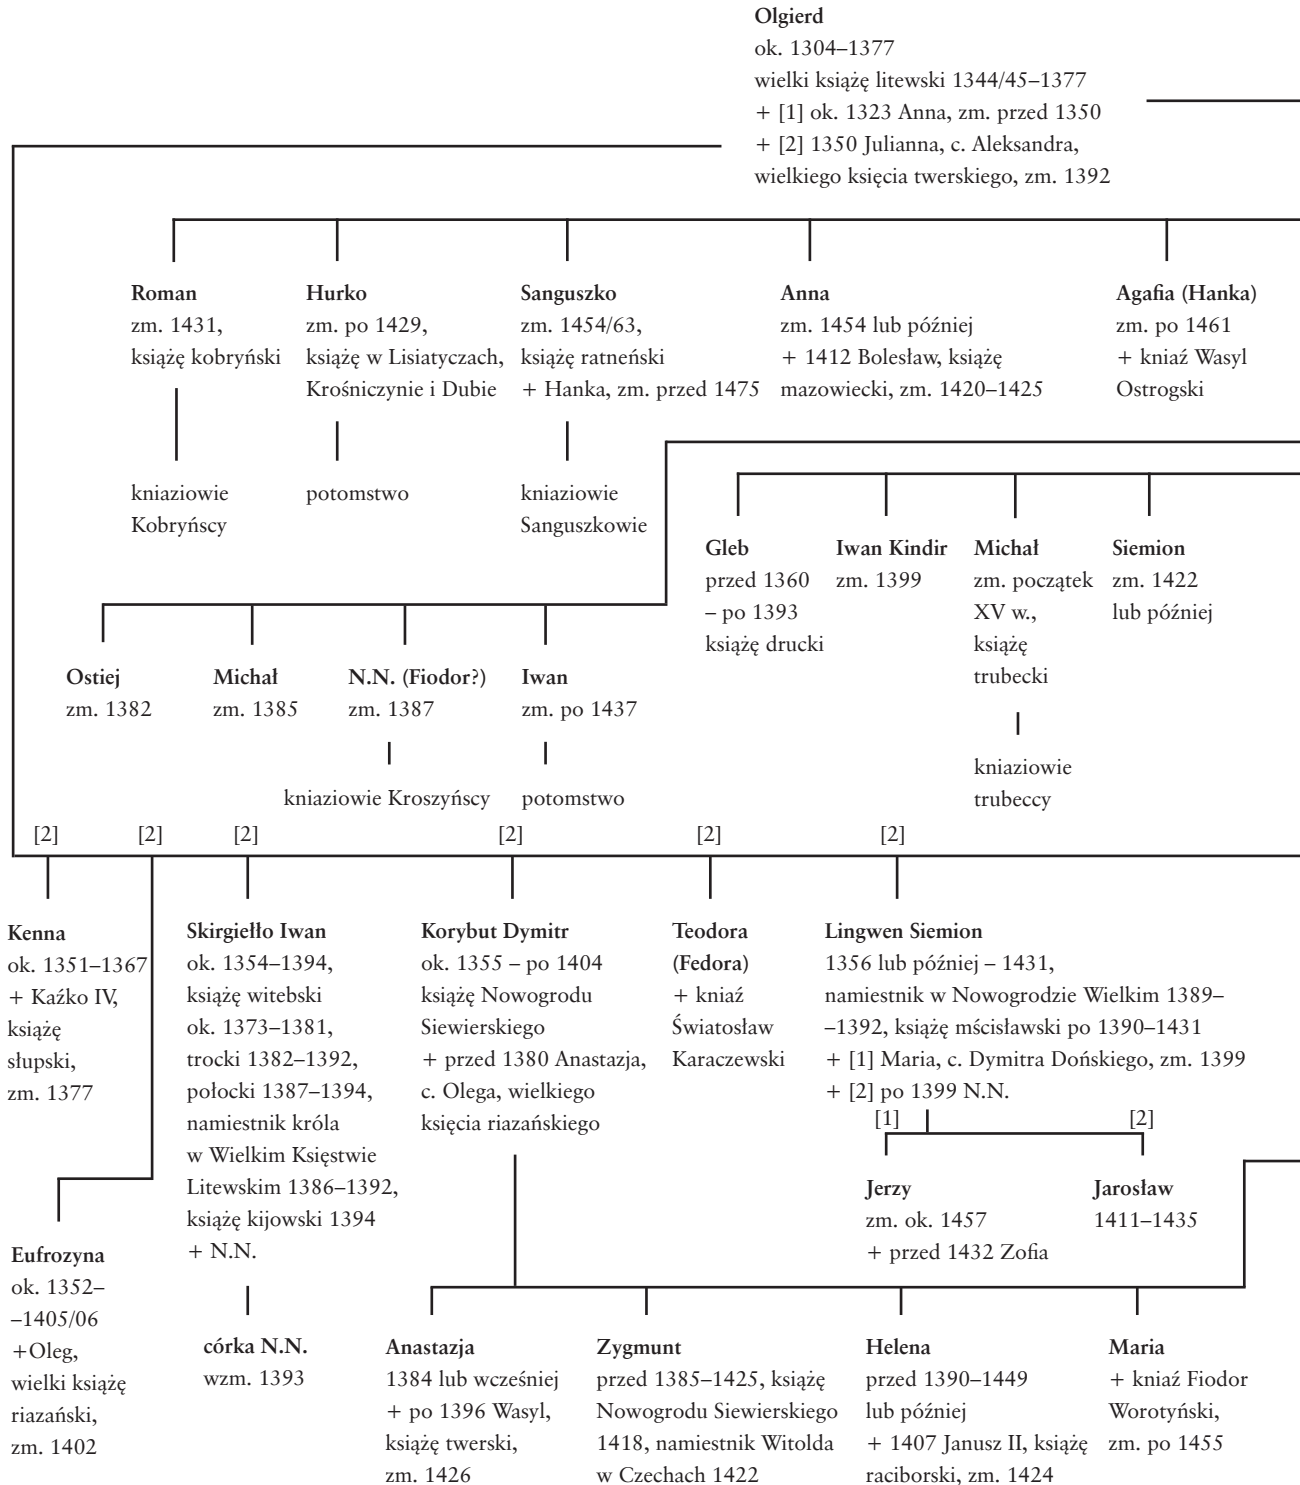 Olgierd
ok. 1304–1377
wielki książę litewski 1344/45–1377
+ [1] ok. 1323 Anna, zm. przed 1350
+ [2] 1350 Julianna, c. Aleksandra,
wielkiego księcia twerskiego, zm. 1392
Roman
zm. 1431,
książę kobryński
kniaziowie
Kobryńscy
Hurko
zm. po 1429,
książę w Lisiatyczach,
Krośniczynie i Dubie
potomstwo
Sanguszko
zm. 1454/63,
książę ratneński
+ Hanka, zm. przed 1475
kniaziowie
Sanguszkowie
Anna
zm. 1454 lub później
+ 1412 Bolesław, książę
mazowiecki, zm. 1420–1425
Agafia (Hanka)
zm. po 1461
+ kniaź Wasyl
Ostrogski
Gleb
przed 1360
– po 1393
książę drucki
Iwan Kindir
zm. 1399
Michał
zm. początek
XV w.,
książę
trubecki
kniaziowie
trubeccy
Siemion
zm. 1422
lub później
Ostiej
zm. 1382
Michał
zm. 1385
N.N. (Fiodor?)
zm. 1387
kniaziowie Kroszyńscy
Iwan
zm. po 1437
potomstwo
[2] [2] [2] [2] [2] [2]
Kenna
ok. 1351–1367
+ Kaźko IV,
książę
słupski,
zm. 1377
Eufrozyna
ok. 1352–
–1405/06
+Oleg,
wielki książę
riazański,
zm. 1402
Skirgiełło Iwan
ok. 1354–1394,
książę witebski
ok. 1373–1381,
trocki 1382–1392,
połocki 1387–1394,
namiestnik króla
w Wielkim Księstwie
Litewskim 1386–1392,
książę kijowski 1394
+ N.N.
córka N.N.
wzm. 1393
Korybut Dymitr
ok. 1355 – po 1404
książę Nowogrodu
Siewierskiego
+ przed 1380 Anastazja,
c. Olega, wielkiego
księcia riazańskiego
Teodora
(Fedora)
+ kniaź
Światosław
Karaczewski
Lingwen Siemion
1356 lub później – 1431,
namiestnik w Nowogrodzie Wielkim 1389–
–1392, książę mścisławski po 1390–1431
+ [1] Maria, c. Dymitra Dońskiego, zm. 1399
+ [2] po 1399 N.N.
[1] [2]
Jerzy
zm. ok. 1457
+ przed 1432 Zofia
Jarosław
1411–1435
Anastazja
1384 lub wcześniej
+ po 1396 Wasyl,
książę twerski,
zm. 1426
Zygmunt
przed 1385–1425, książę
Nowogrodu Siewierskiego
1418, namiestnik Witolda
w Czechach 1422
Helena
przed 1390–1449
lub później
+ 1407 Janusz II, książę
raciborski, zm. 1424
Maria
+ kniaź Fiodor
Worotyński,
zm. po 1455